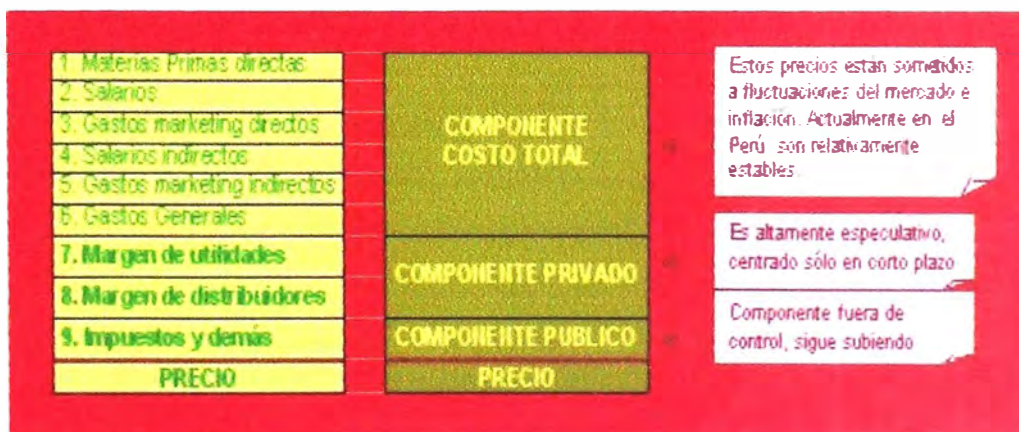 1. Materias Primas directas
2. Salarios
3. Gastos marketing directos
4. Salarios indirectos
5. Gastos marketing indirectos
6. Gastos Generales
7. Margen de utilidades
8. Margen de distribuidores
9. Impuestos y demás
PRECIO
COMPONENTE
COSTO TOTAL
COMPONENTE PRIVADO
COMPONENTE PUBLICO
PRECIO
Estos precios están sometidos
a fluctuaciones del mercado e
inflación. Actualmente en el
Perú son relativamente
estables.
Es altamente especulativo,
centrado sólo en corto plazo
Componente fuera de
control, sigue subiendo